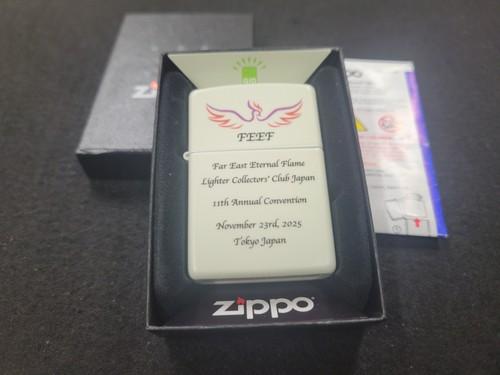 FEEF
Far East Eternal Flame
Lighter Collectors' Club Japan
11th Annual Convention
November 23rd, 2025
Tokyo Japan
zippo